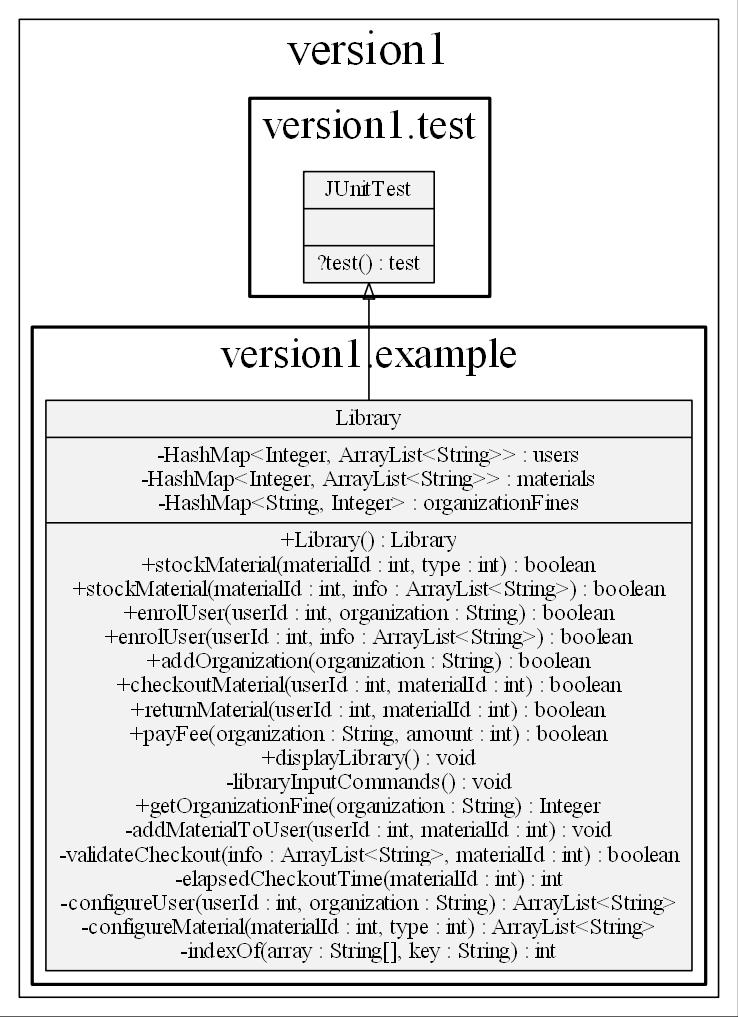 version1
version1.test
JUnitTest
?test() : test
version1.example
Library
-HashMap<Integer, ArrayList<String>> : users
-HashMap<Integer, ArrayList<String>> : materials
-HashMap<String, Integer> : organizationFines
+Library() : Library
+stockMaterial(materialId : int, type : int) : boolean
+stockMaterial(materialId : int, info : ArrayList<String>) : boolean
+enrolUser(userId : int, organization : String) : boolean
+enrolUser(userId : int, info : ArrayList<String>) : boolean
+addOrganization(organization : String) : boolean
+checkoutMaterial(userId : int, materialId : int) : boolean
+returnMaterial(userId : int, materialId : int) : boolean
+payFee(organization : String, amount : int) : boolean
+displayLibrary() : void
-libraryInputCommands() : void
+getOrganizationFine(organization : String) : Integer
-addMaterialToUser(userId : int, materialId : int) : void
-validateCheckout(info : ArrayList<String>, materialId : int) : boolean
-elapsedCheckoutTime(materialId : int) : int
-configureUser(userId : int, organization : String) : ArrayList<String>
-configureMaterial(materialId : int, type : int) : ArrayList<String>
-indexOf(array : String[], key : String) : int